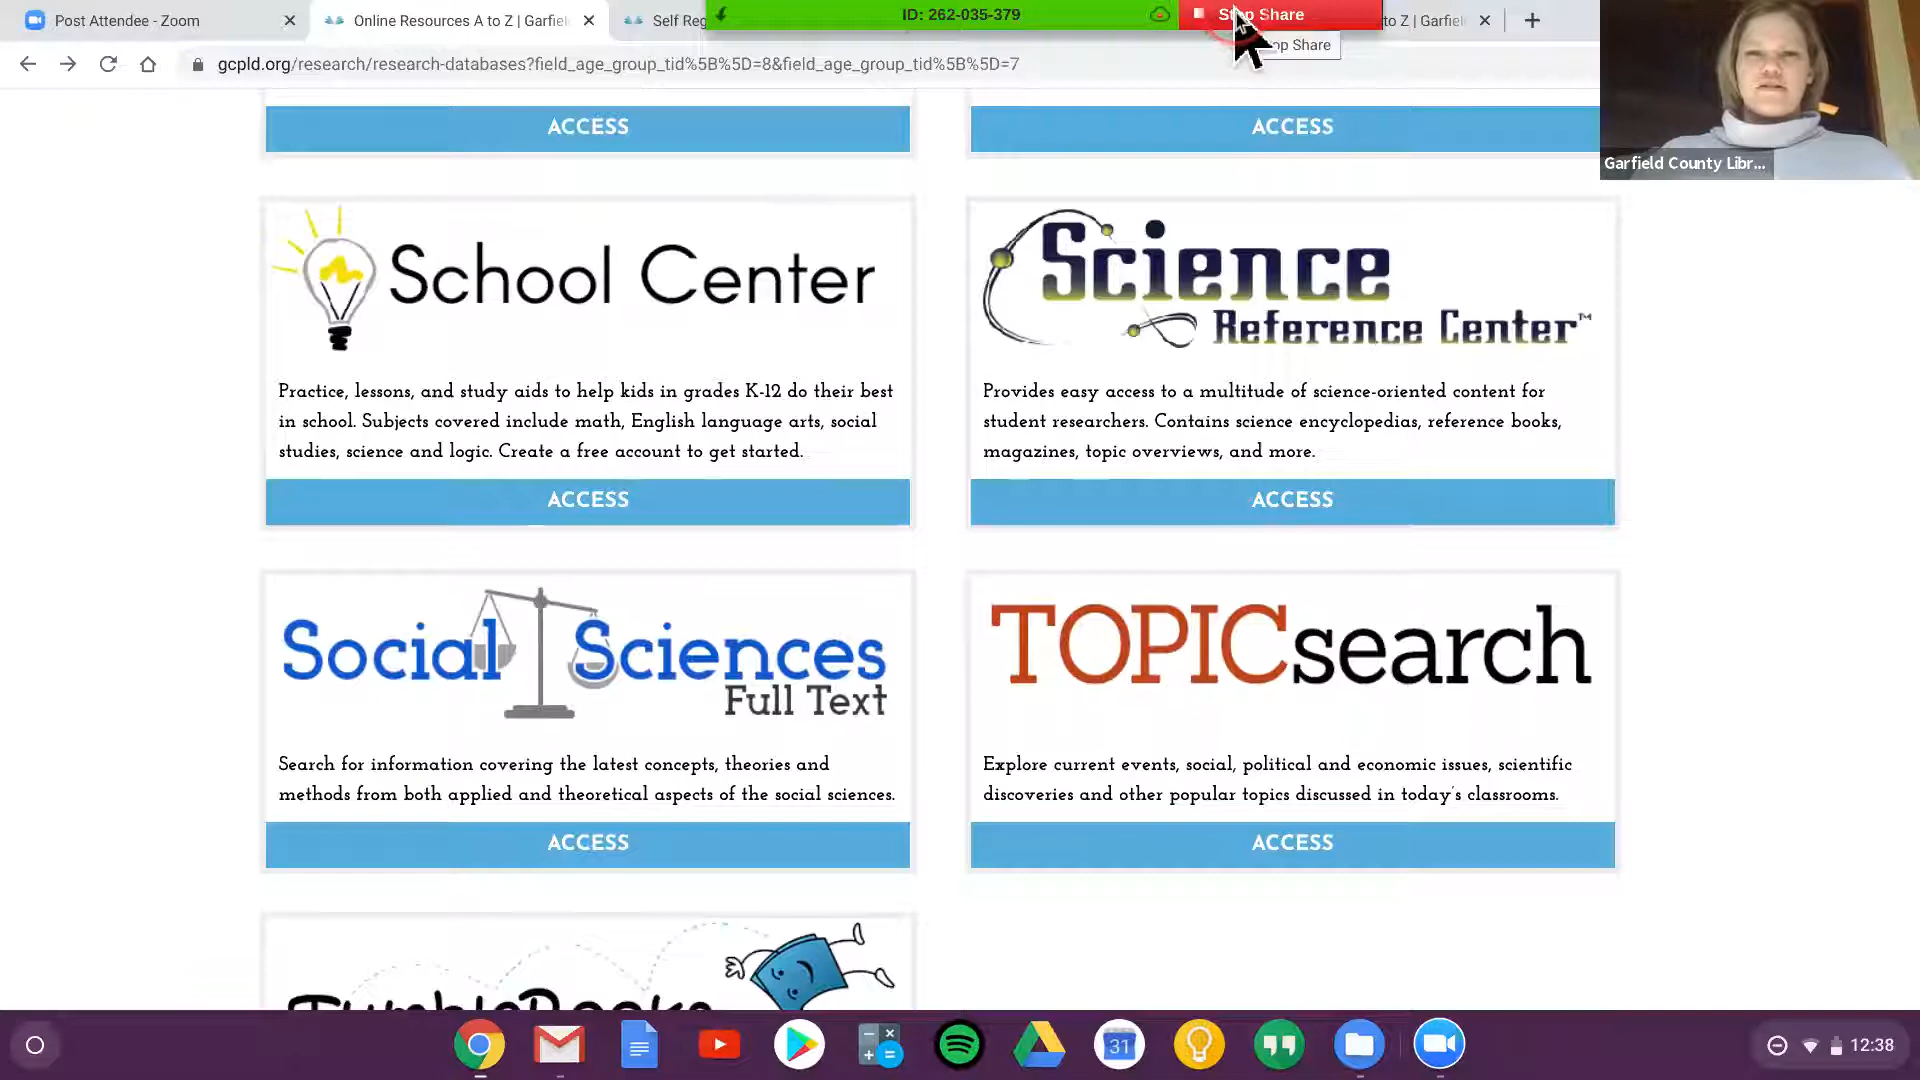 Post Attendee - Zoom
Online Resources A to Z | Garfiel
Self Reg
ID: 262-035-379
Stop Share
to Z | Garfiel
gcpld.org/research/research-databases?field_age_group_tid%5B%5D=8&field_age_group_tid%5B%5D=7
op Share
ACCESS
ACCESS
Garfield County Libr...
School Center
Science
Reference Center™
Practice, lessons, and study aids to help kids in grades K-12 do their best
in school. Subjects covered include math, English language arts, social
studies, science and logic. Create a free account to get started.
Provides easy access to a multitude of science-oriented content for
student researchers. Contains science encyclopedias, reference books,
magazines, topic overviews, and more.
ACCESS
ACCESS
Social Sciences
Full Text
TOPICsearch
Search for information covering the latest concepts, theories and
methods from both applied and theoretical aspects of the social sciences.
Explore current events, social, political and economic issues, scientific
discoveries and other popular topics discussed in today's classrooms.
ACCESS
ACCESS
TumbleBooks
31
12:38